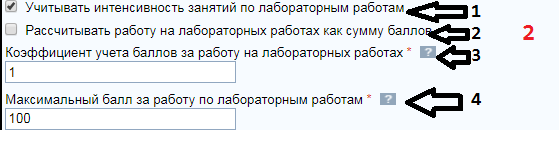 Учитывать интенсивность занятий по лабораторным работам 1
Рассчитывать работу на лабораторных работах как сумму баллов 2 2
Коэффициент учета баллов за работу на лабораторных работах * ? 3
1
Максимальный балл за работу по лабораторным работам * ? 4
100